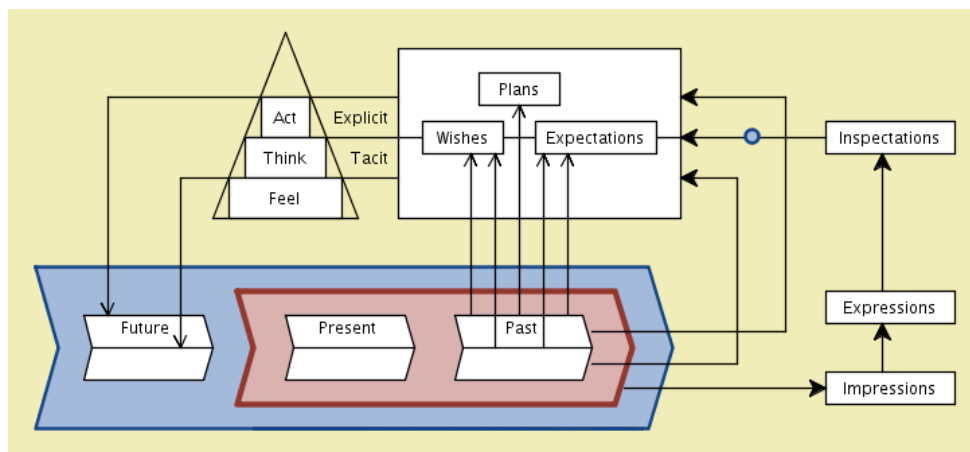 Plans
Act
Explicit
Wishes
Expectations
Inspectations
Think
Tacit
Feel
Future
Present
Past
Expressions
Impressions